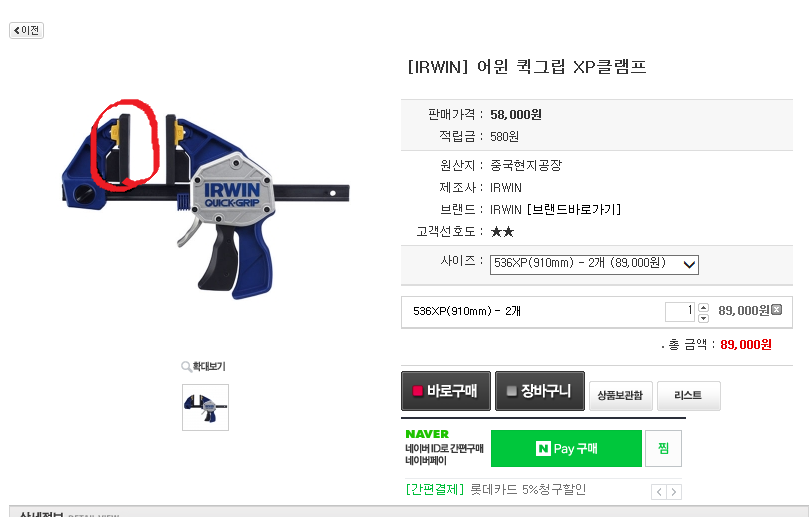 이전
[IRWIN] 어윈 퀵그립 XP클램프
판매가격 : 58,000원
적립금 : 580원
원산지 : 중국현지공장
제조사 : IRWIN
브랜드 : IRWIN [브랜드바로가기]
고객선호도 : ★★
사이즈 : 536XP(910mm) - 2개 (89,000원)
536XP(910mm) - 2개 1 89,000원
총 금액 : 89,000원
IRWIN
QUICK-GRIP
확대보기
바로구매 장바구니 상품보관함 리스트
NAVER
네이버 ID로 간편구매
네이버페이
N Pay 구매 찜
[간편결제] 롯데카드 5%청구할인
상세정보 DETAIL VIEW